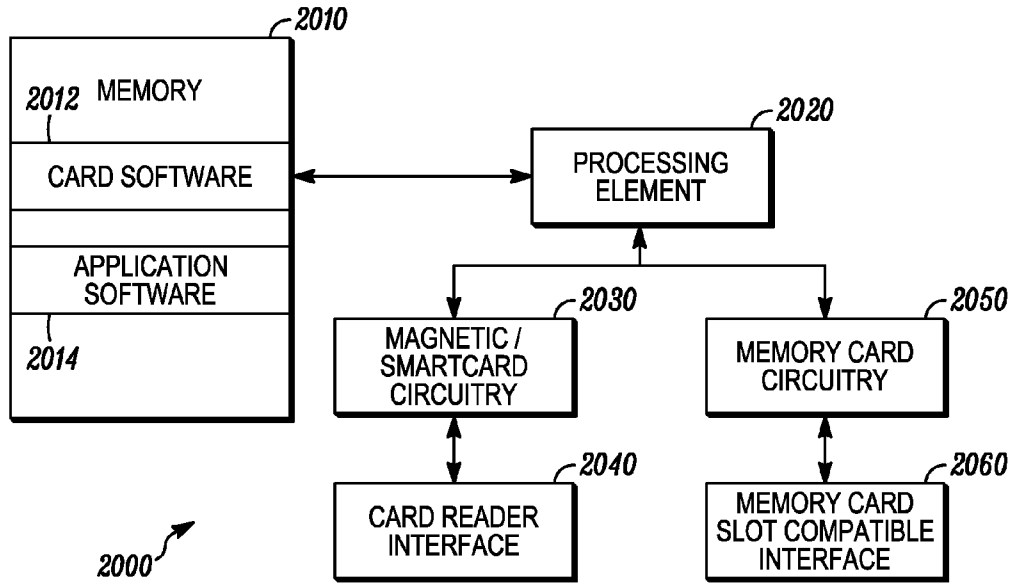 2010
MEMORY
2012
CARD SOFTWARE
APPLICATION
SOFTWARE
2014
2020
PROCESSING
ELEMENT
2030
MAGNETIC /
SMARTCARD
CIRCUITRY
2050
MEMORY CARD
CIRCUITRY
2040
CARD READER
INTERFACE
2060
MEMORY CARD
SLOT COMPATIBLE
INTERFACE
2000